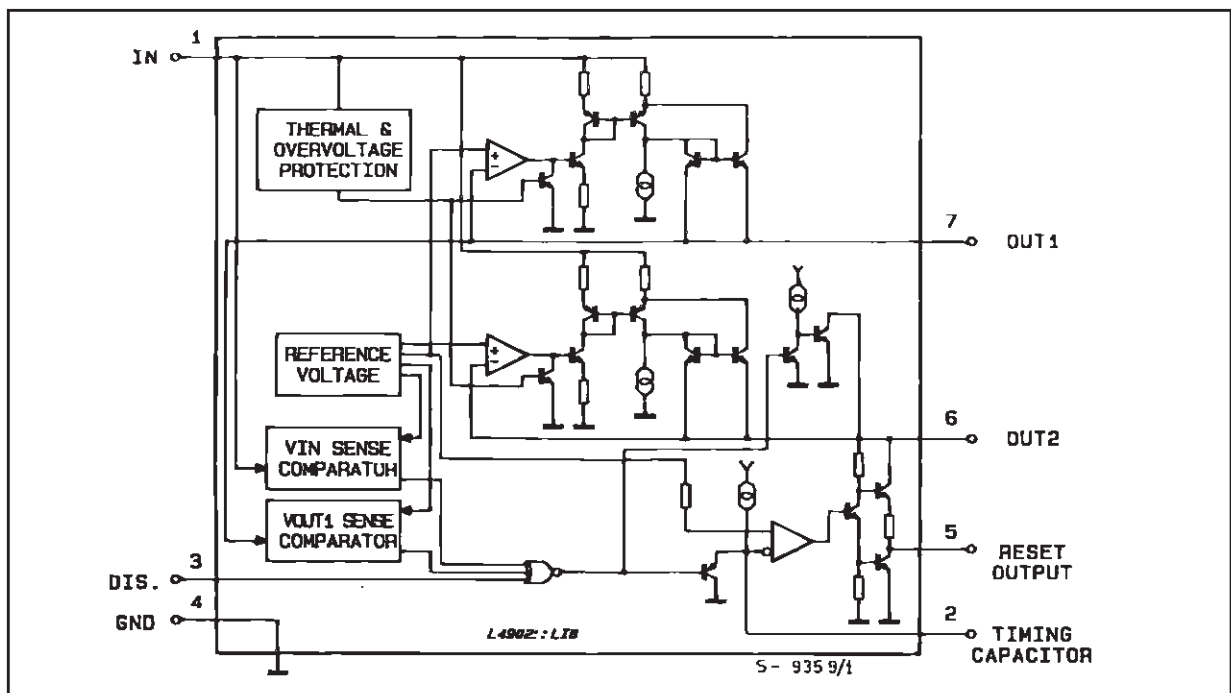 1
IN
THERMAL &
OVERVOLTAGE
PROTECTION
+
−
7
OUT1
REFERENCE
VOLTAGE
+
−
6
OUT2
VIN SENSE
COMPARATUH
VOUT1 SENSE
COMPARATOR
3
DIS.
5
RESET
OUTPUT
4
GND
2
TIMING
CAPACITOR
L4902::LIB
S- 9359/1